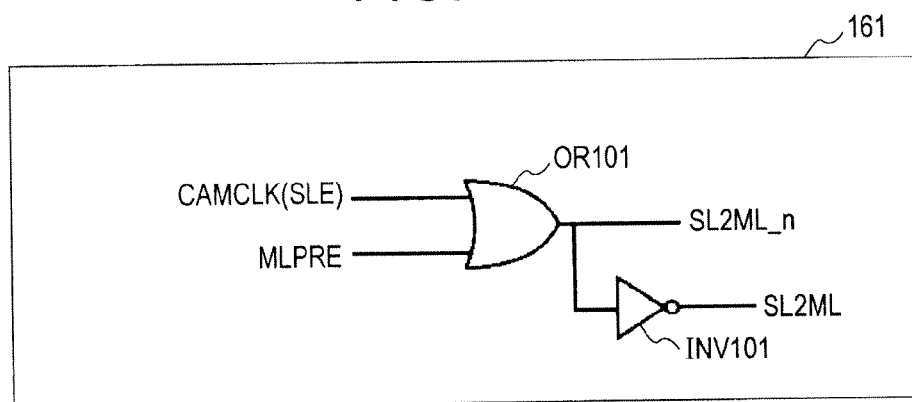 161
OR101
CAMCLK(SLE)
SL2ML_n
MLPRE
SL2ML
INV101